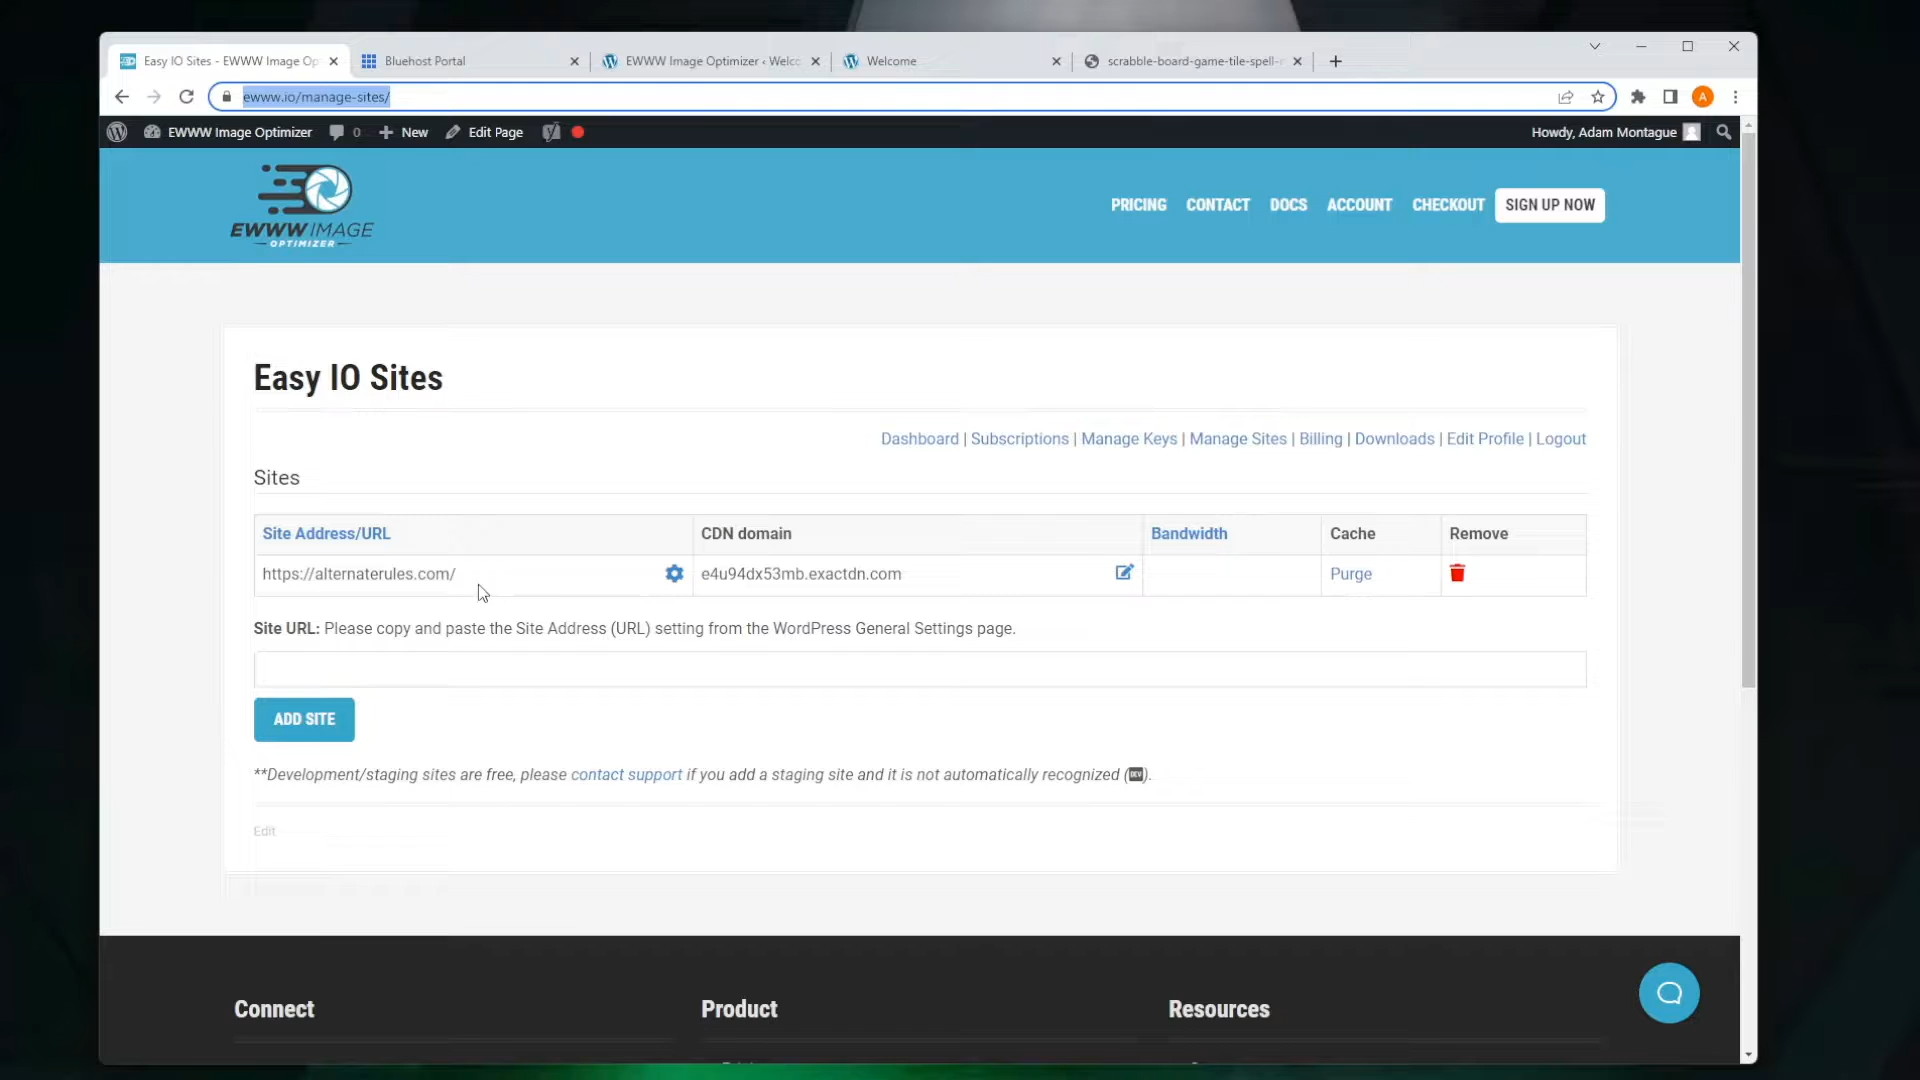 Easy IO Sites - EWWW Image Op
Bluehost Portal
EWWW Image Optimizer ‹ Welc
Welcome
scrabble-board-game-tile-spell-
ewww.io/manage-sites/
A
EWWW Image Optimizer
0
New
Edit Page
Howdy, Adam Montague
EWWW IMAGE
OPTIMIZER
PRICING
CONTACT
DOCS
ACCOUNT
CHECKOUT
SIGN UP NOW
Easy IO Sites
Dashboard | Subscriptions | Manage Keys | Manage Sites | Billing | Downloads | Edit Profile | Logout
Sites
Site Address/URL
CDN domain
Bandwidth
Cache
Remove
https://alternaterules.com/
e4u94dx53mb.exactdn.com
Purge
Site URL: Please copy and paste the Site Address (URL) setting from the WordPress General Settings page.
ADD SITE
**Development/staging sites are free, please contact support if you add a staging site and it is not automatically recognized (DEV).
Edit
Connect
Product
Resources